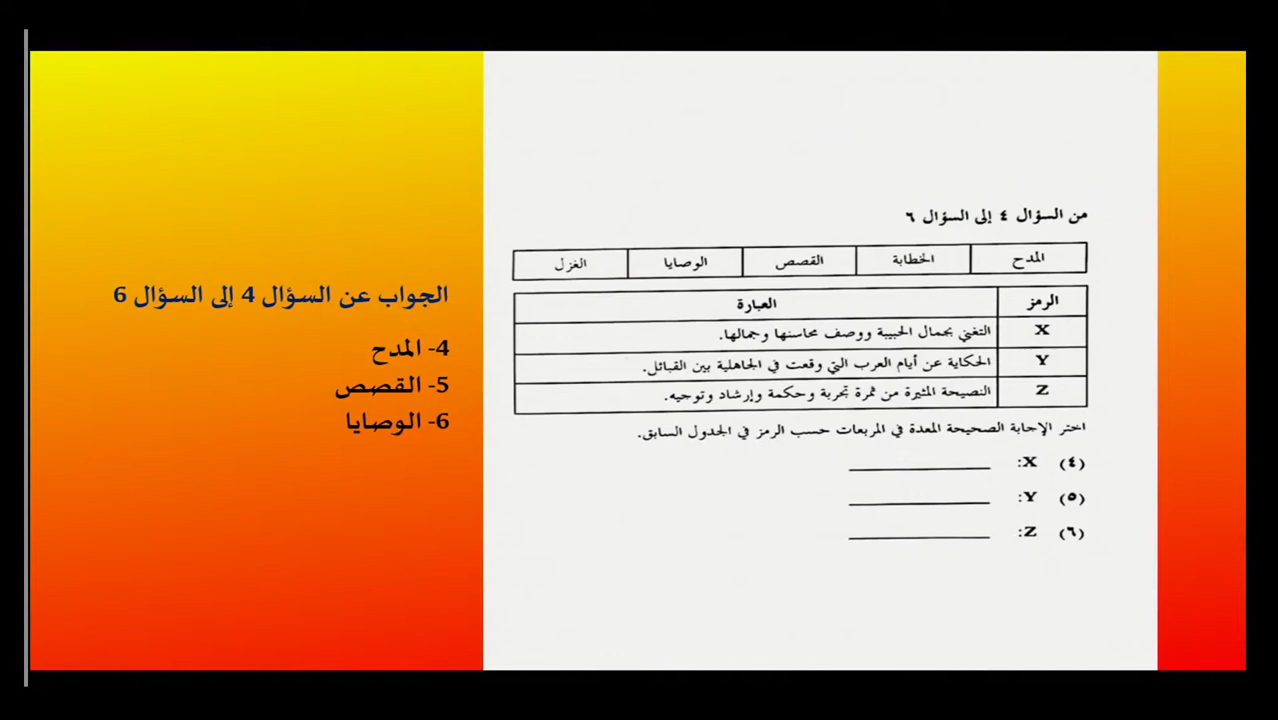 من السؤال ٤ إلى السؤال ٦
المدح الخطابة القصص الوصايا الغزل
الرمز العبارة
X التغني بجمال الحبيبة ووصف محاسنها وجمالها.
Y الحكاية عن أيام العرب التي وقعت في الجاهلية بين القبائل.
Z النصيحة المثيرة من ثمرة تجربة وحكمة وإرشاد وتوجيه.
اختر الإجابة الصحيحة المعدة في المربعات حسب الرمز في الجدول السابق.
(٤) X:
(٥) Y:
(٦) Z:
الجواب عن السؤال 4 إلى السؤال 6
4- المدح
5- القصص
6- الوصايا